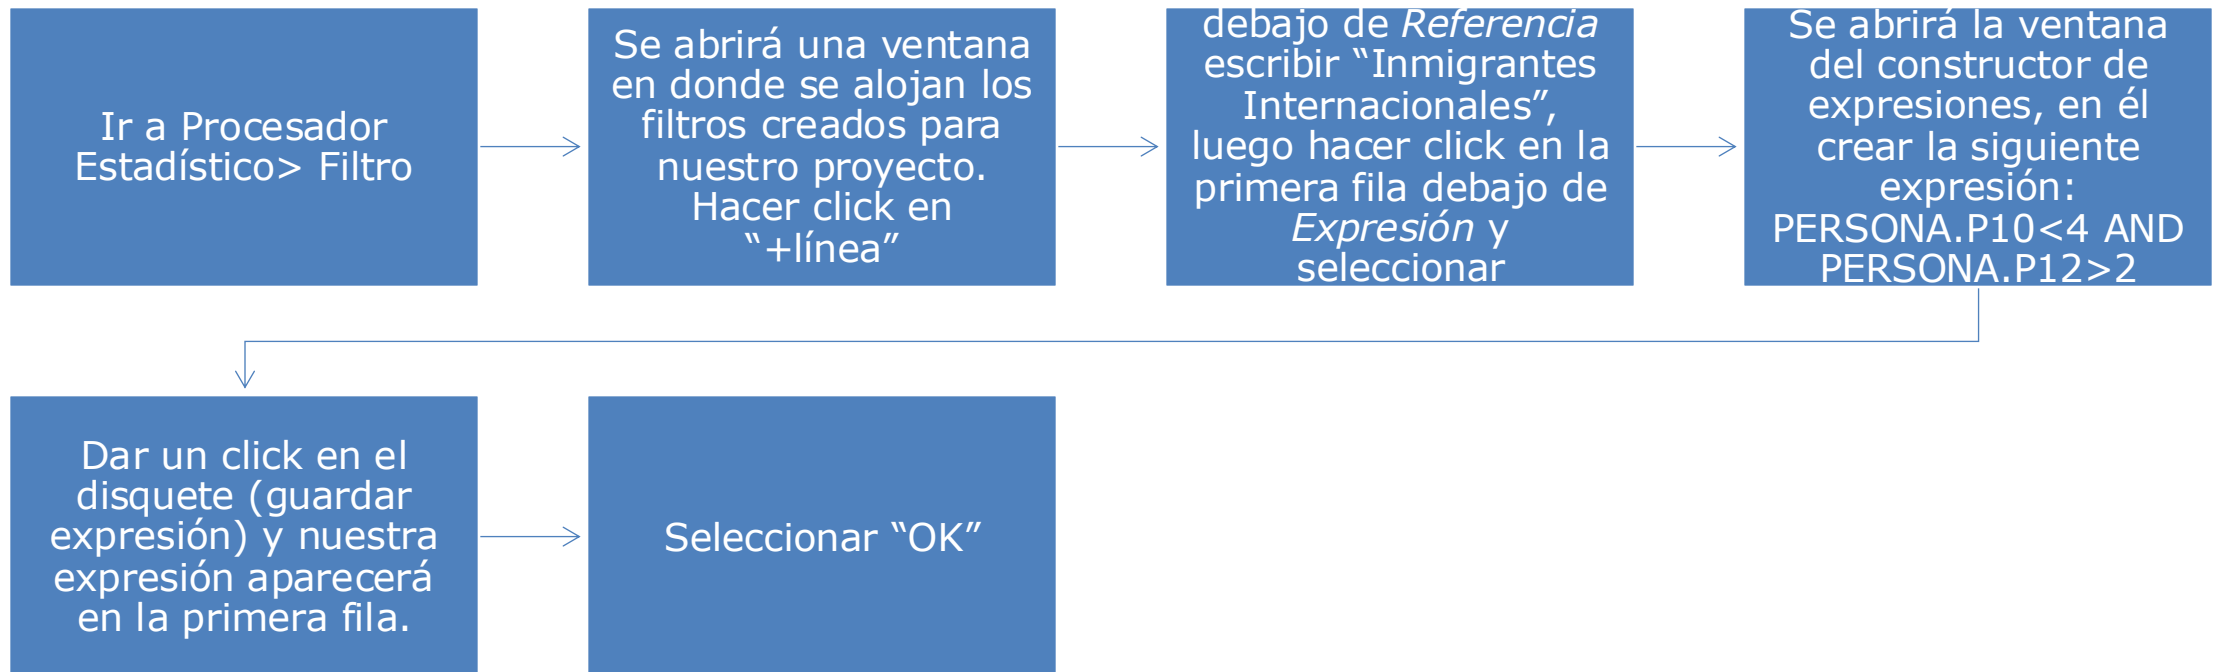 Ir a Procesador
Estadístico> Filtro
Se abrirá una ventana
en donde se alojan los
filtros creados para
nuestro proyecto.
Hacer click en
“+línea”
debajo de Referencia
escribir “Inmigrantes
Internacionales”,
luego hacer click en la
primera fila debajo de
Expresión y
seleccionar
Se abrirá la ventana
del constructor de
expresiones, en él
crear la siguiente
expresión:
PERSONA.P10<4 AND
PERSONA.P12>2
Dar un click en el
disquete (guardar
expresión) y nuestra
expresión aparecerá
en la primera fila.
Seleccionar “OK”